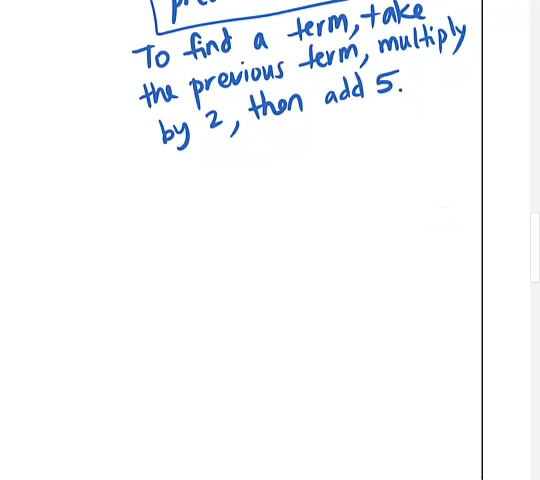 To find a term, take
the previous term, multiply
by 2, then add 5.